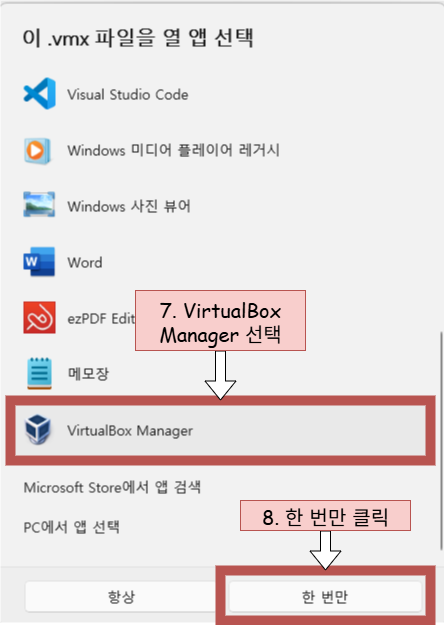 이 .vmx 파일을 열 앱 선택
Visual Studio Code
Windows 미디어 플레이어 레거시
Windows 사진 뷰어
Word
ezPDF Edit
7. VirtualBox
Manager 선택
메모장
VirtualBox Manager
Microsoft Store에서 앱 검색
PC에서 앱 선택
8. 한 번만 클릭
항상
한 번만